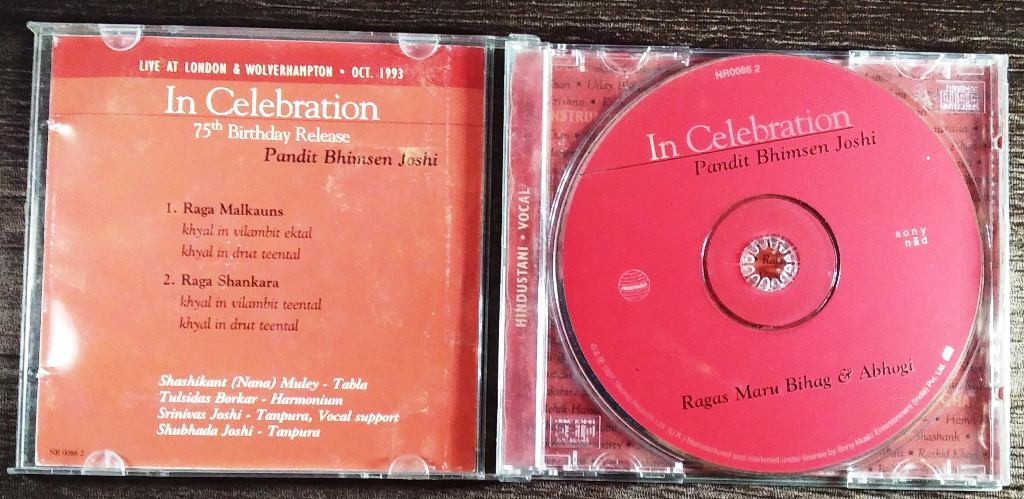 LIVE AT LONDON & WOLVERHAMPTON • OCT. 1993
In Celebration
75th Birthday Release
Pandit Bhimsen Joshi
1. Raga Malkauns
khyal in vilambit ektal
khyal in drut teental
2. Raga Shankara
khyal in vilambit teental
khyal in drut teental
Shashikant (Nana) Muley - Tabla
Tulsidas Borkar - Harmonium
Srinivas Joshi - Tanpura, Vocal support
Shubhada Joshi - Tanpura
NR 0086 2
HINDUSTANI • VOCAL
NR0086 2
In Celebration
Pandit Bhimsen Joshi
sony
nād
Ragas Maru Bihag & Abhogi
(U.K.) Manufactured and marketed under license by Sony Music Entertainment (India) Pvt. Ltd.
Shashank
Rashid Khan